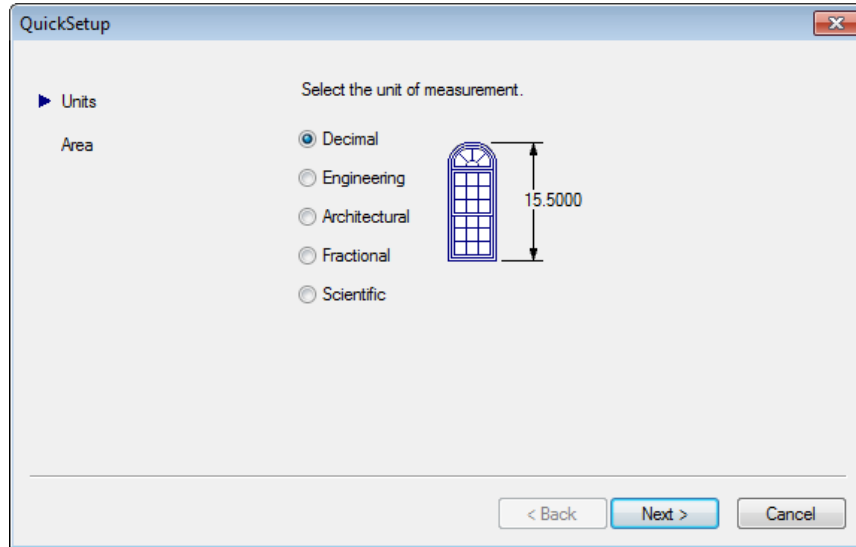 QuickSetup
Units
Area
Select the unit of measurement.
Decimal
Engineering
Architectural
Fractional
Scientific
15.5000
< Back
Next >
Cancel